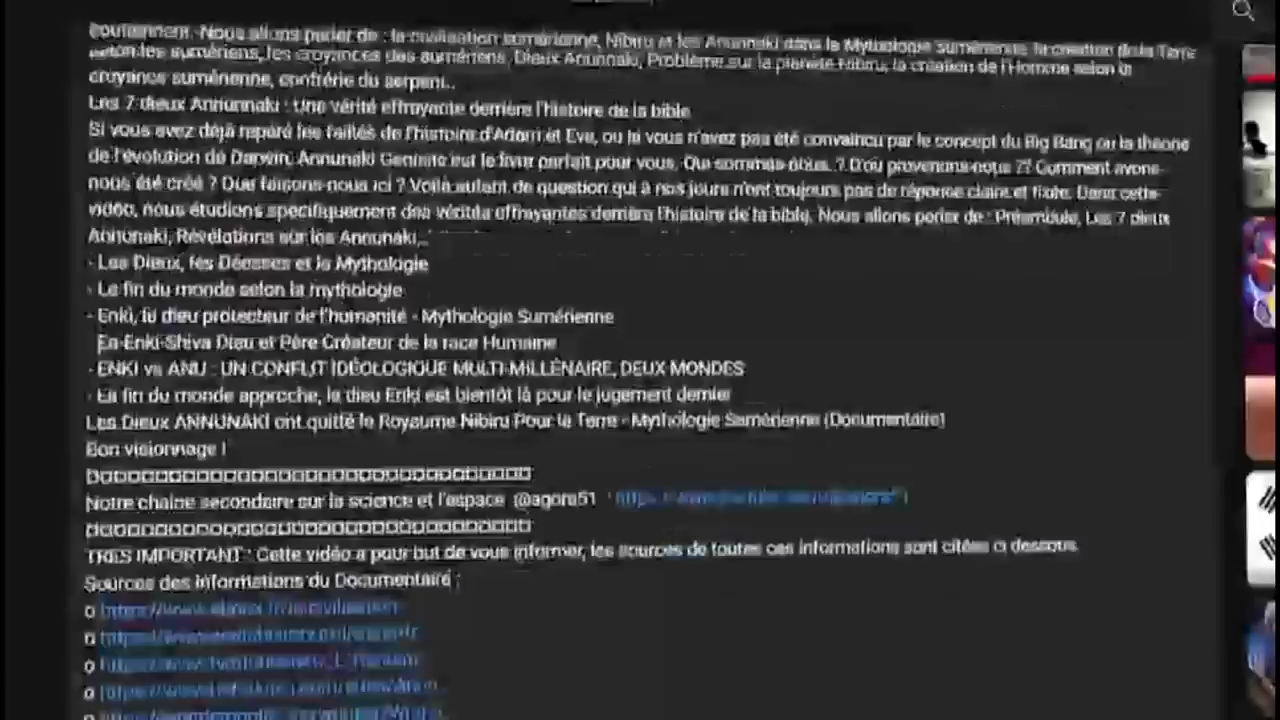 soutiennent. Nous allons parler de : la civilisation sumérienne, Nibiru et les Anunnaki dans la Mythologie Sumérienne, la création de la Terre
selon les sumériens, les croyances des sumériens, Dieux Anunnaki, Problème sur la planète Nibiru, la création de l'Homme selon la
croyance sumérienne, confrérie du serpent..
Les 7 dieux Annunnaki : Une vérité effrayante derrière l'histoire de la bible
Si vous avez déjà repéré les failles de l'histoire d'Adam et Eve, ou si vous n'avez pas été convaincu par le concept du Big Bang ou la théorie
de l'évolution de Darwin, Annunaki Genesis est le livre parfait pour vous. Qui sommes-nous ? D'où provenons-nous ?? Comment avons-
nous été créé ? Que faisons-nous ici ? Voilà autant de question qui à nos jours n'ont toujours pas de réponse claire et fixe. Dans cette
vidéo, nous étudions spécifiquement des vérités effrayantes derrière l'histoire de la bible. Nous allons parler de : Préambule, Les 7 dieux
Annunaki, Révélations sur les Annunaki,..
- Les Dieux, les Déesses et la Mythologie
- La fin du monde selon la mythologie
- Enki, le dieu protecteur de l'humanité - Mythologie Sumérienne
Ea-Enki-Shiva Dieu et Père Créateur de la race Humaine
- ENKI vs ANU : UN CONFLIT IDÉOLOGIQUE MULTI-MILLÉNAIRE, DEUX MONDES
- La fin du monde approche, le dieu Enki est bientôt là pour le jugement dernier
Les Dieux ANNUNAKI ont quitté le Royaume Nibiru Pour la Terre - Mythologie Sumérienne (Documentaire)
Bon visionnage !
Notre chaîne secondaire sur la science et l'espace @agora51 :
TRÈS IMPORTANT : Cette vidéo a pour but de vous informer, les sources de toutes ces informations sont citées ci dessous.
Sources des informations du Documentaire :